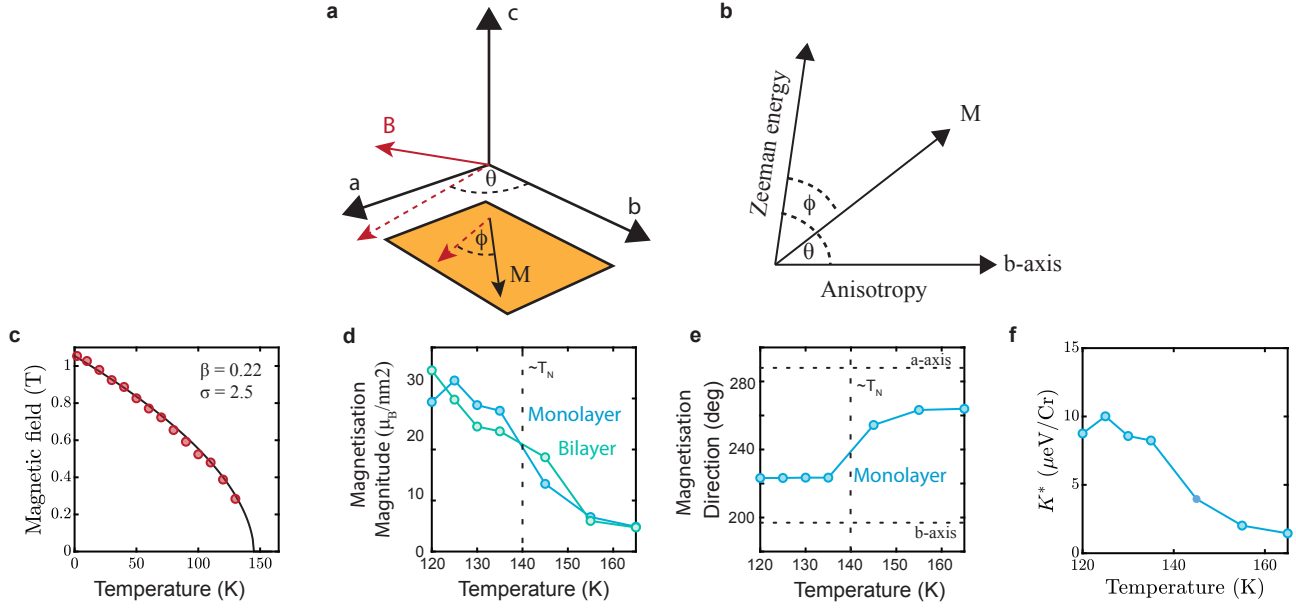 a
c
B
a
θ
b
ϕ
M
b
Zeeman energy
M
ϕ
θ
b-axis
Anisotropy
c
Magnetic field (T)
1
0.8
0.6
0.4
0.2
0
β = 0.22
σ = 2.5
0
50
100
150
Temperature (K)
d
Magnetisation
Magnitude (μB/nm2)
30
20
10
0
~TN
Monolayer
Bilayer
120
130
140
150
160
Temperature (K)
e
Magnetisation
Direction (deg)
280
260
240
220
200
a-axis
~TN
Monolayer
b-axis
120
130
140
150
160
Temperature (K)
f
K* (μeV/Cr)
15
10
5
0
120
140
160
Temperature (K)